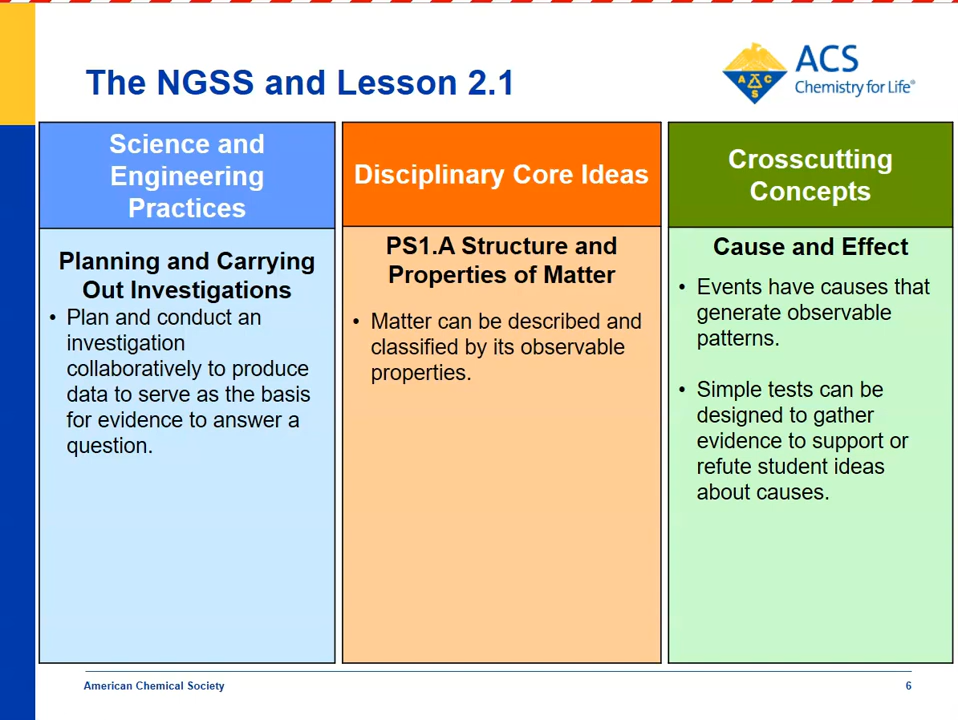 The NGSS and Lesson 2.1
A C S
ACS
Chemistry for Life®
Science and
Engineering
Practices
Planning and Carrying
Out Investigations
• Plan and conduct an
investigation
collaboratively to produce
data to serve as the basis
for evidence to answer a
question.
Disciplinary Core Ideas
PS1.A Structure and
Properties of Matter
• Matter can be described and
classified by its observable
properties.
Crosscutting
Concepts
Cause and Effect
• Events have causes that
generate observable
patterns.
• Simple tests can be
designed to gather
evidence to support or
refute student ideas
about causes.
American Chemical Society
6